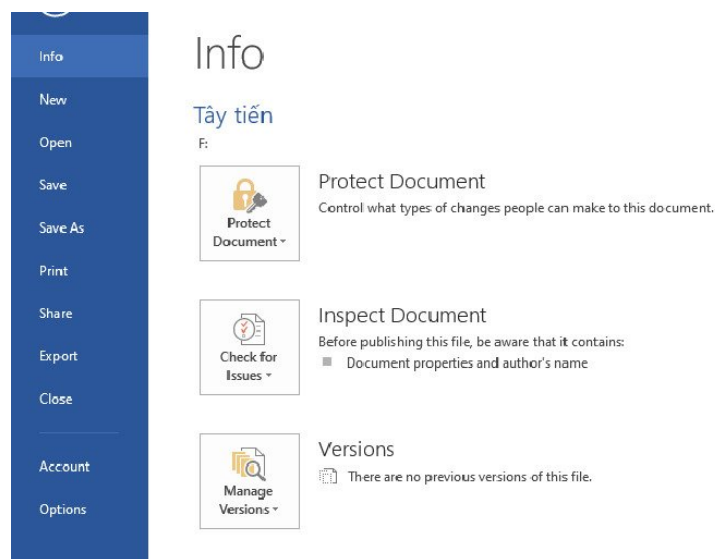 Info
New
Open
Save
Save As
Print
Share
Export
Close
Account
Options
Info
Tây tiến
F:
Protect
Document
Protect Document
Control what types of changes people can make to this document.
Check for
Issues
Inspect Document
Before publishing this file, be aware that it contains:
Document properties and author's name
Manage
Versions
Versions
There are no previous versions of this file.